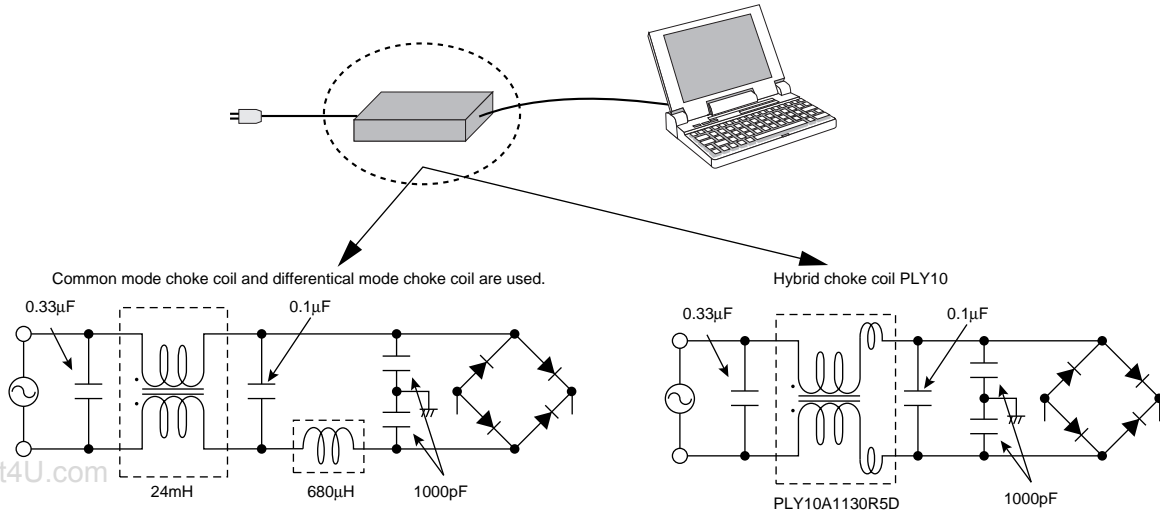 Common mode choke coil and differentical mode choke coil are used.
0.33μF
0.1μF
24mH
680μH
1000pF
Hybrid choke coil PLY10
0.33μF
0.1μF
PLY10A1130R5D
1000pF
t4U.com